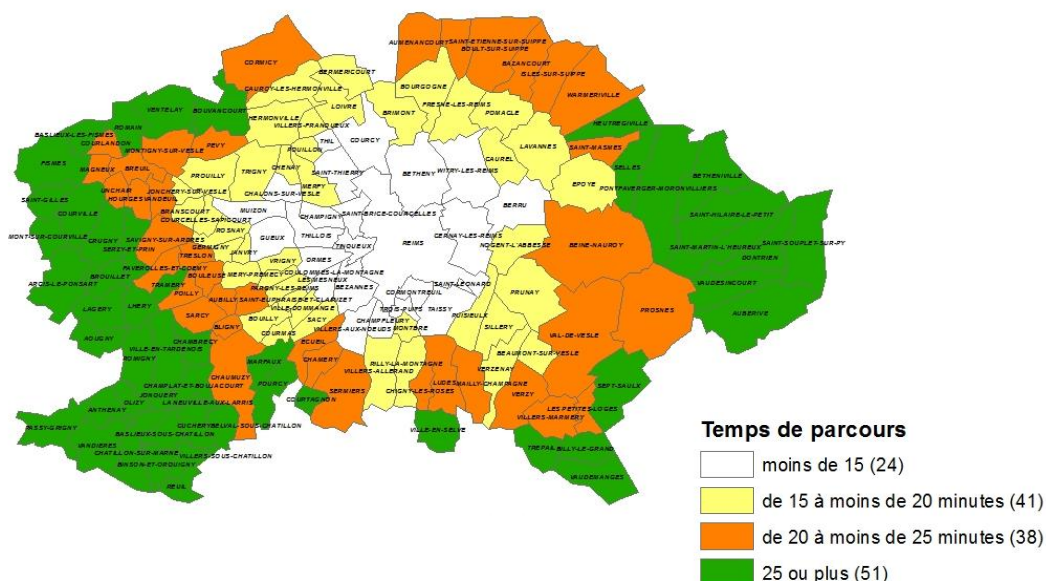 AUMENANCOURT
SAINT-ETIENNE-SUR-SUIPPE
BOULT-SUR-SUIPPE
CORMICY
BAZANCOURT
BERMERICOURT
ISLES-SUR-SUIPPE
CAUROY-LES-HERMONVILLE
BOURGOGNE
WARMERIVILLE
VENTELAY
BOUVANCOURT
LOIVRE
BRIMONT
FRESNE-LES-REIMS
POMACLE
HERMONVILLE
VILLERS-FRANQUEUX
HEUTREGIVILLE
ROMAIN
BASLIEUX-LES-FISMES
COURLANDON
PEVY
THIL
COURCY
LAVANNES
SAINT-MASMES
MONTIGNY-SUR-VESLE
POUILLON
CAUREL
FISMES
MAGNEUX
BREUIL
PROUILLY
TRIGNY
CHENAY
SAINT-THIERRY
BETHENY
WITRY-LES-REIMS
SELLES
BETHENIVILLE
UNCHAIR
JONCHERY-SUR-VESLE
MERFY
EPOYE
PONTFAVERGER-MORONVILLIERS
HOURGES
VANDEUIL
CHALONS-SUR-VESLE
SAINT-GILLES
BRANSCOURT
MUIZON
BERRU
COURVILLE
COURCELLES-SAPICOURT
CHAMPIGNY
SAINT-BRICE-COURCELLES
SAINT-HILAIRE-LE-PETIT
ROSNAY
THILLOIS
CERNAY-LES-REIMS
MONT-SUR-COURVILLE
CRUGNY
SAVIGNY-SUR-ARDRES
GUEUX
TINQUEUX
REIMS
NOGENT-L'ABBESSE
BEINE-NAUROY
SAINT-MARTIN-L'HEUREUX
SAINT-SOUPLET-SUR-PY
SERZY-ET-PRIN
GERMIGNY
JANVRY
TRESLON
ORMES
DONTRIEN
BROUILLET
FAVEROLLES-ET-COEMY
VRIGNY
COULOMMES-LA-MONTAGNE
ARCIS-LE-PONSART
TRAMERY
BOULEUSE
MERY-PREMECY
LES MESNEUX
VAUDESINCOURT
POILLY
PARGNY-LES-REIMS
BEZANNES
SAINT-LEONARD
LHERY
AUBILLY
SAINT-EUPHRAISE-ET-CLAIRIZET
CORMONTREUIL
PRUNAY
LAGERY
SARCY
VILLE-DOMMANGE
TROIS-PUITS
TAISSY
PROSNES
AUBERIVE
BOUILLY
SACY
CHAMPFLEURY
PUISIEULX
BLIGNY
COURMAS
VILLERS-AUX-NOEUDS
MONTBRE
SILLERY
VAL-DE-VESLE
AOUGNY
CHAMBRECY
ECUEIL
VILLE-EN-TARDENOIS
BEAUMONT-SUR-VESLE
ROMIGNY
MARFAUX
CHAMERY
RILLY-LA-MONTAGNE
VILLERS-ALLERAND
VERZENAY
CHAUMUZY
CHAMPLAT-ET-BOUJACOURT
POURCY
SERMIERS
LUDES
MAILLY-CHAMPAGNE
SEPT-SAULX
JONQUERY
CHIGNY-LES-ROSES
VERZY
OLIZY
LA NEUVILLE-AUX-LARRIS
COURTAGNON
LES PETITES-LOGES
ANTHENAY
VILLERS-MARMERY
CUCHERY
BELVAL-SOUS-CHATILLON
VILLE-EN-SELVE
PASSY-GRIGNY
BASLIEUX-SOUS-CHATILLON
VANDIERES
TREPAIL
BILLY-LE-GRAND
CHATILLON-SUR-MARNE
VILLERS-SOUS-CHATILLON
BINSON-ET-ORQUIGNY
VAUDEMANGES
REUIL
Temps de parcours
moins de 15 (24)
de 15 à moins de 20 minutes (41)
de 20 à moins de 25 minutes (38)
25 ou plus (51)